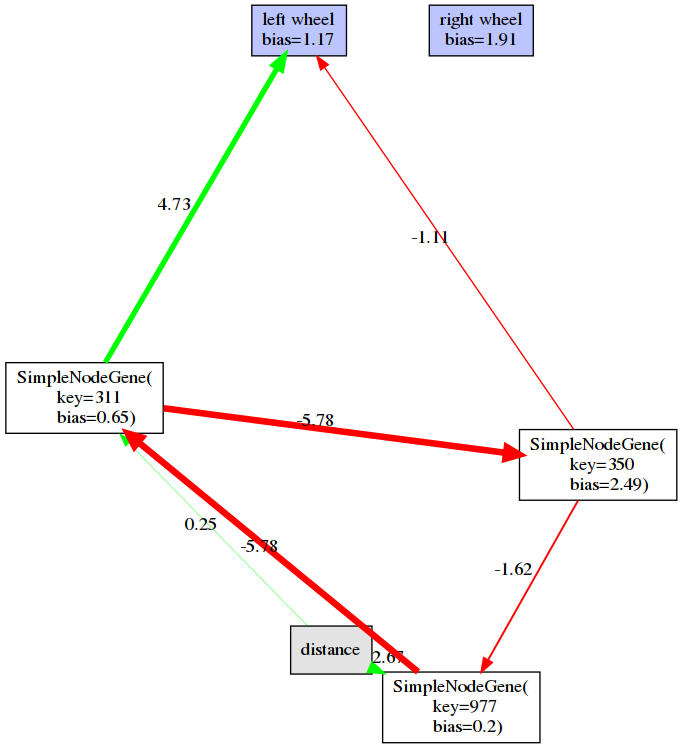 left wheel
bias=1.17
right wheel
bias=1.91
4.73
-1.11
SimpleNodeGene(
key=311
bias=0.65)
-5.78
SimpleNodeGene(
key=350
bias=2.49)
0.25
-5.78
-1.62
distance
2.67
SimpleNodeGene(
key=977
bias=0.2)